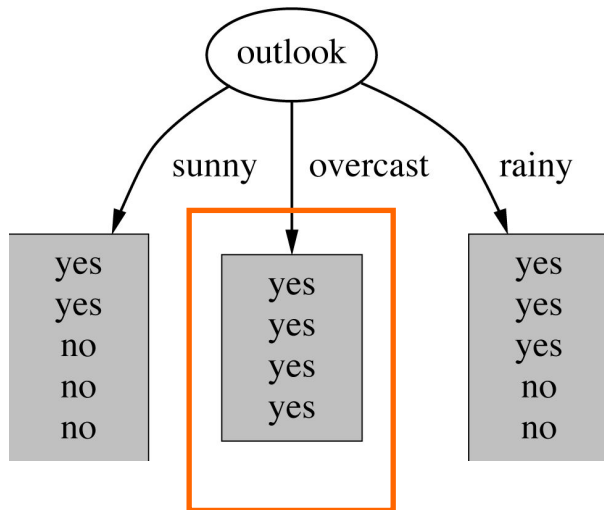 outlook
sunny
overcast
rainy
yes
yes
no
no
no
yes
yes
yes
yes
yes
yes
yes
no
no